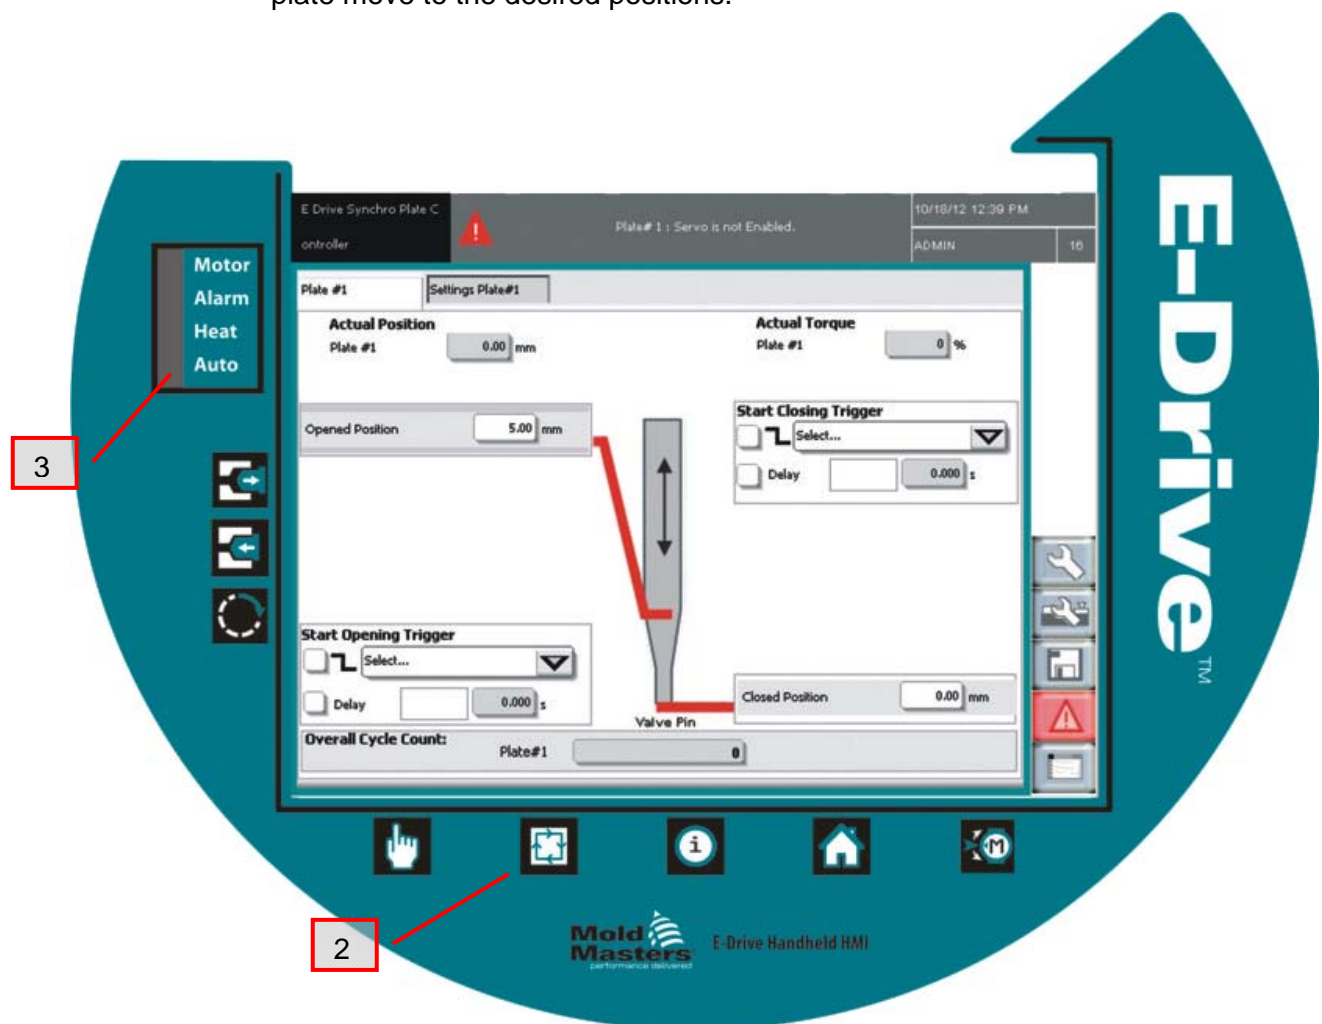 plate move to the desired positions.
E Drive Synchro Plate C
ontroller
Plate# 1 : Servo is not Enabled.
10/18/12 12:39 PM
ADMIN
16
Motor
Alarm
Heat
Auto
Plate #1
Settings Plate#1
Actual Position
Plate #1
0.00 mm
Actual Torque
Plate #1
0 %
Opened Position
5.00 mm
Start Closing Trigger
Select...
Delay
0.000 s
3
Start Opening Trigger
Select...
Delay
0.000 s
Closed Position
0.00 mm
Valve Pin
Overall Cycle Count:
Plate#1
0
E-Drive™
i
M
2
Mold
Masters
performance delivered
E-Drive Handheld HMI